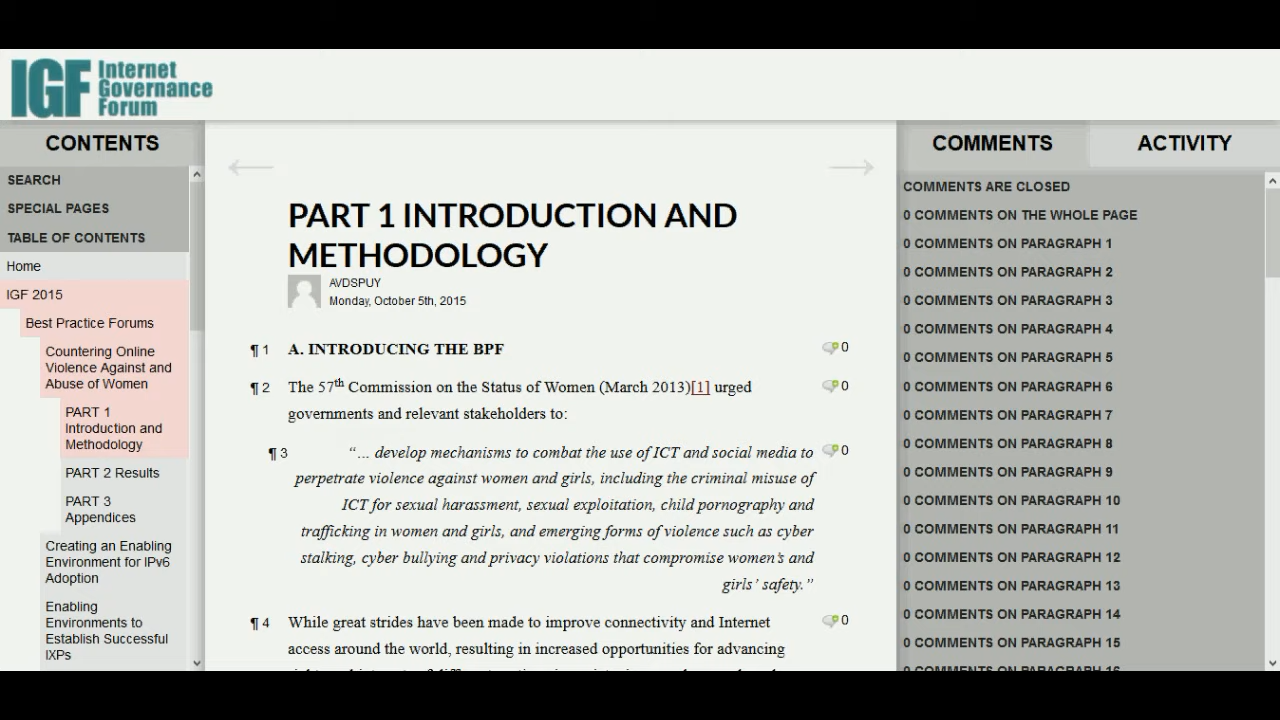 IGF Internet
Governance
Forum
CONTENTS
SEARCH
SPECIAL PAGES
TABLE OF CONTENTS
Home
IGF 2015
Best Practice Forums
Countering Online
Violence Against and
Abuse of Women
PART 1
Introduction and
Methodology
PART 2 Results
PART 3
Appendices
Creating an Enabling
Environment for IPv6
Adoption
Enabling
Environments to
Establish Successful
IXPs
PART 1 INTRODUCTION AND
METHODOLOGY
AVDSPUY
Monday, October 5th, 2015
¶ 1 A. INTRODUCING THE BPF 0
¶ 2 The 57th Commission on the Status of Women (March 2013)[1] urged 0
governments and relevant stakeholders to:
¶ 3 “... develop mechanisms to combat the use of ICT and social media to 0
perpetrate violence against women and girls, including the criminal misuse of
ICT for sexual harassment, sexual exploitation, child pornography and
trafficking in women and girls, and emerging forms of violence such as cyber
stalking, cyber bullying and privacy violations that compromise women’s and
girls’ safety.”
¶ 4 While great strides have been made to improve connectivity and Internet 0
access around the world, resulting in increased opportunities for advancing
COMMENTS
ACTIVITY
COMMENTS ARE CLOSED
0 COMMENTS ON THE WHOLE PAGE
0 COMMENTS ON PARAGRAPH 1
0 COMMENTS ON PARAGRAPH 2
0 COMMENTS ON PARAGRAPH 3
0 COMMENTS ON PARAGRAPH 4
0 COMMENTS ON PARAGRAPH 5
0 COMMENTS ON PARAGRAPH 6
0 COMMENTS ON PARAGRAPH 7
0 COMMENTS ON PARAGRAPH 8
0 COMMENTS ON PARAGRAPH 9
0 COMMENTS ON PARAGRAPH 10
0 COMMENTS ON PARAGRAPH 11
0 COMMENTS ON PARAGRAPH 12
0 COMMENTS ON PARAGRAPH 13
0 COMMENTS ON PARAGRAPH 14
0 COMMENTS ON PARAGRAPH 15
0 COMMENTS ON PARAGRAPH 16